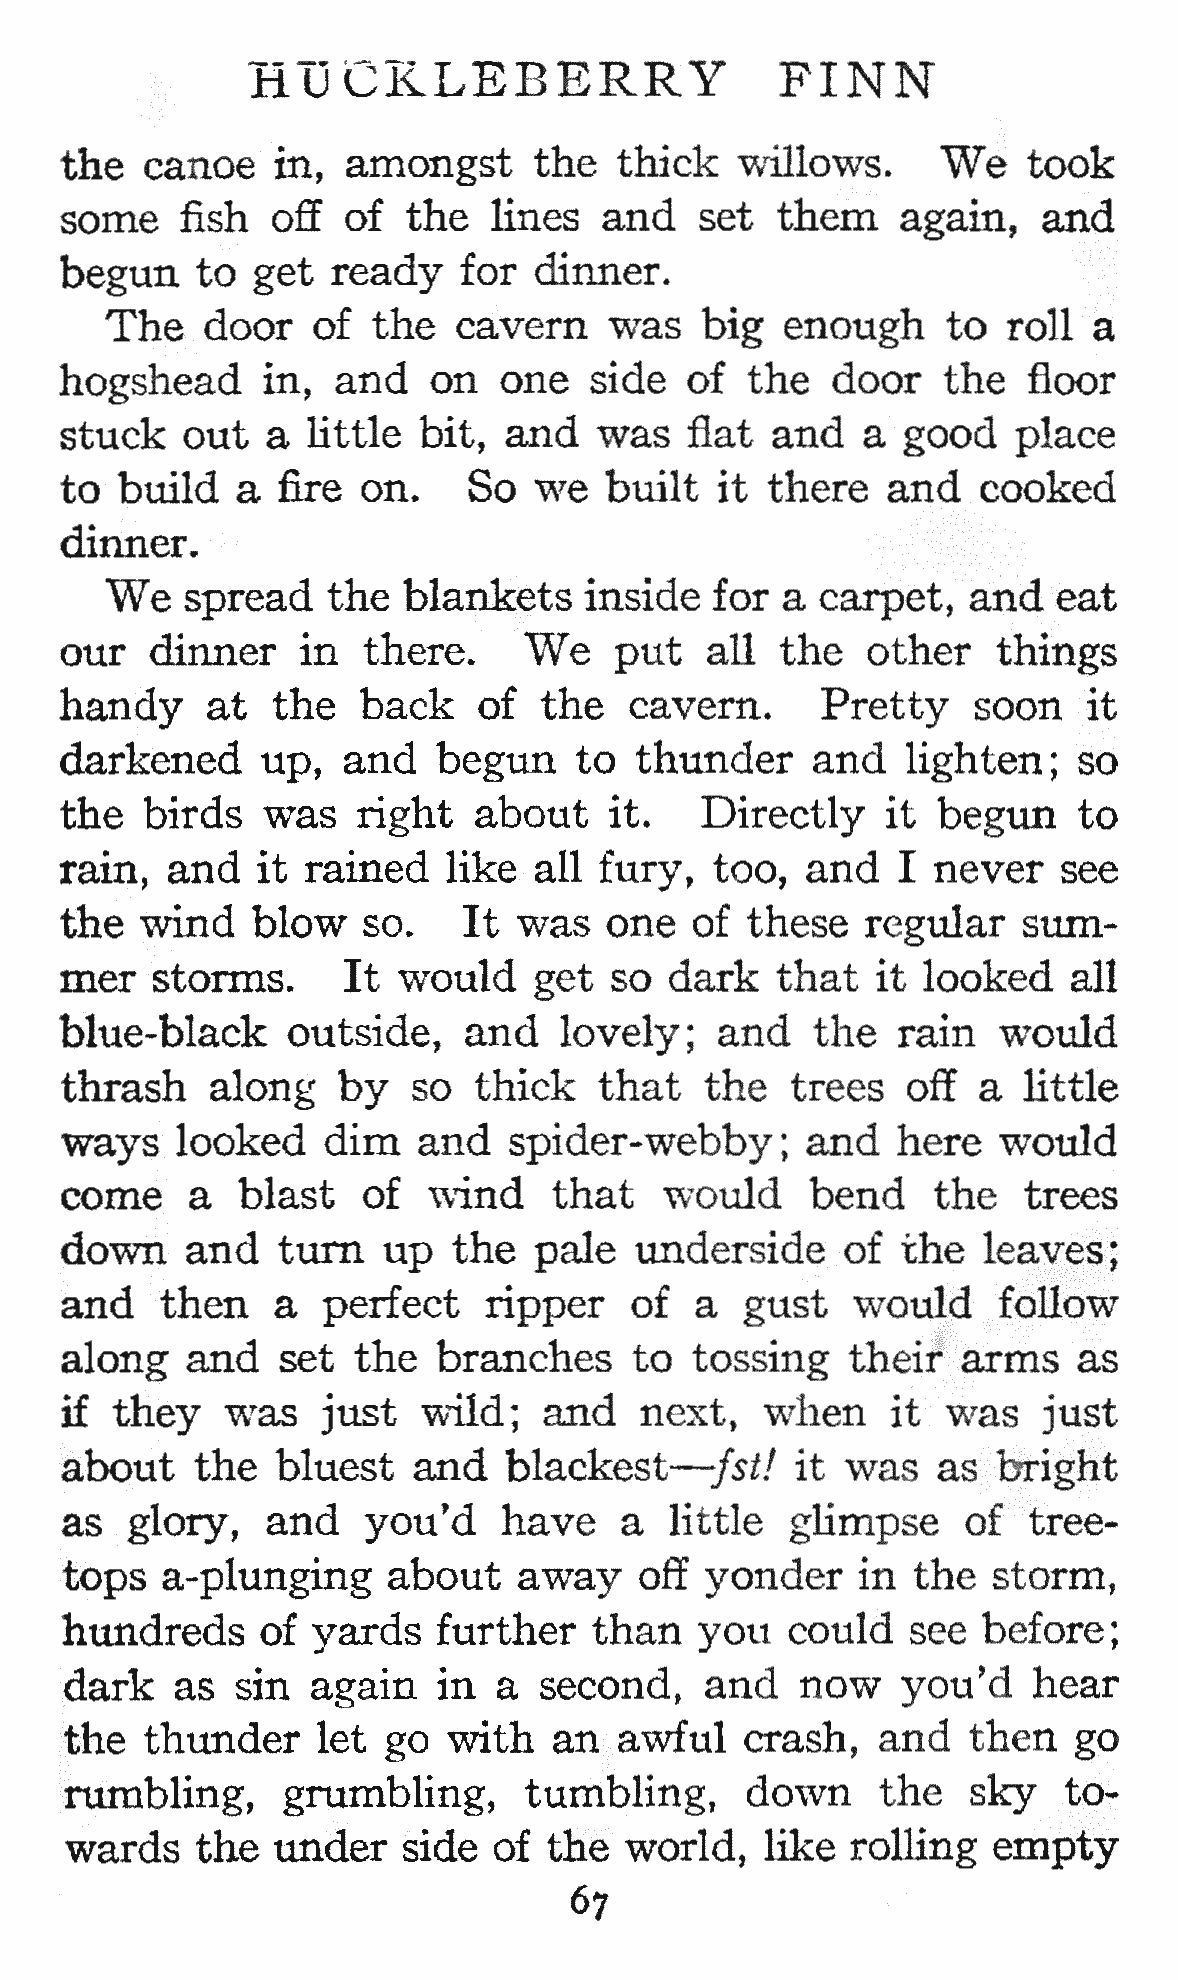 HUCKLEBERRY FINN
the canoe in, amongst the thick willows. We took
some fish off of the lines and set them again, and
begun to get ready for dinner.
The door of the cavern was big enough to roll a
hogshead in, and on one side of the door the floor
stuck out a little bit, and was flat and a good place
to build a fire on. So we built it there and cooked
dinner.
We spread the blankets inside for a carpet, and eat
our dinner in there. We put all the other things
handy at the back of the cavern. Pretty soon it
darkened up, and begun to thunder and lighten; so
the birds was right about it. Directly it begun to
rain, and it rained like all fury, too, and I never see
the wind blow so. It was one of these regular sum-
mer storms. It would get so dark that it looked all
blue-black outside, and lovely; and the rain would
thrash along by so thick that the trees off a little
ways looked dim and spider-webby; and here would
come a blast of wind that would bend the trees
down and turn up the pale underside of the leaves;
and then a perfect ripper of a gust would follow
along and set the branches to tossing their arms as
if they was just wild; and next, when it was just
about the bluest and blackest—fst! it was as bright
as glory, and you'd have a little glimpse of tree-
tops a-plunging about away off yonder in the storm,
hundreds of yards further than you could see before;
dark as sin again in a second, and now you'd hear
the thunder let go with an awful crash, and then go
rumbling, grumbling, tumbling, down the sky to-
wards the under side of the world, like rolling empty
67